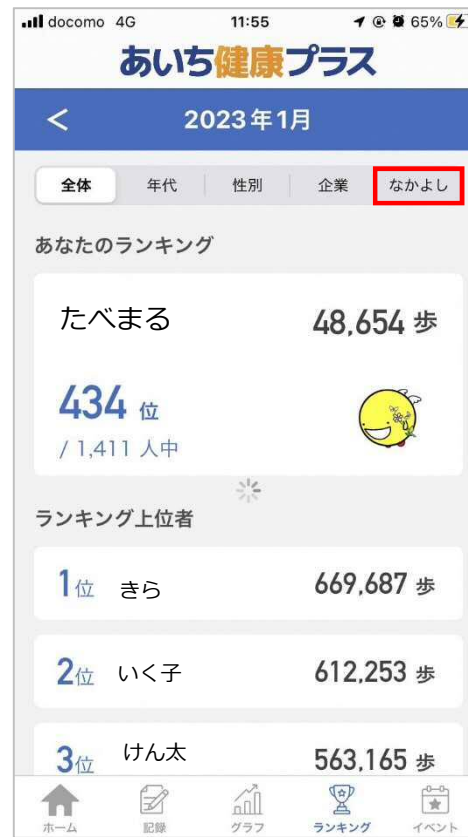 docomo 4G 11:55 65%
あいち健康プラス
< 2023年1月
全体 年代 性別 企業 なかよし
あなたのランキング
たべまる 48,654 歩
434 位
/ 1,411 人中
ランキング上位者
1位 きら 669,687 歩
2位 いく子 612,253 歩
3位 けん太 563,165 歩
ホーム 記録 グラフ ランキング イベント